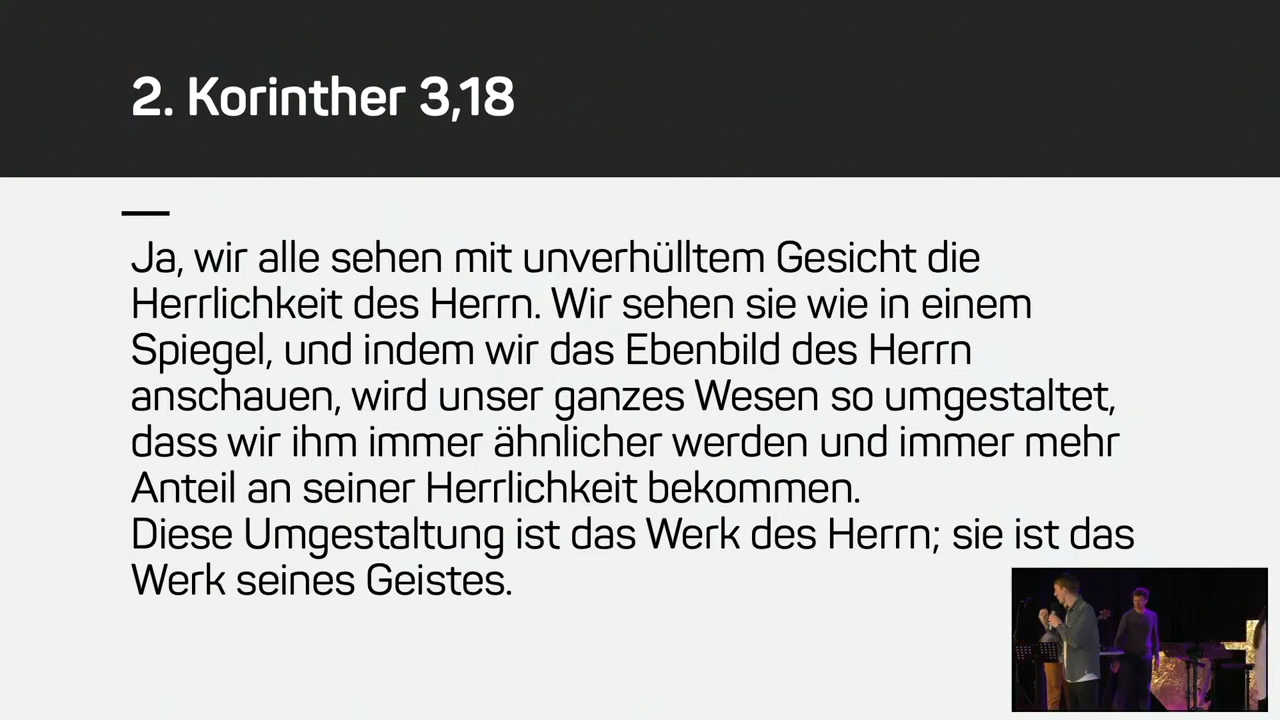 2. Korinther 3,18
Ja, wir alle sehen mit unverhülltem Gesicht die
Herrlichkeit des Herrn. Wir sehen sie wie in einem
Spiegel, und indem wir das Ebenbild des Herrn
anschauen, wird unser ganzes Wesen so umgestaltet,
dass wir ihm immer ähnlicher werden und immer mehr
Anteil an seiner Herrlichkeit bekommen.
Diese Umgestaltung ist das Werk des Herrn; sie ist das
Werk seines Geistes.